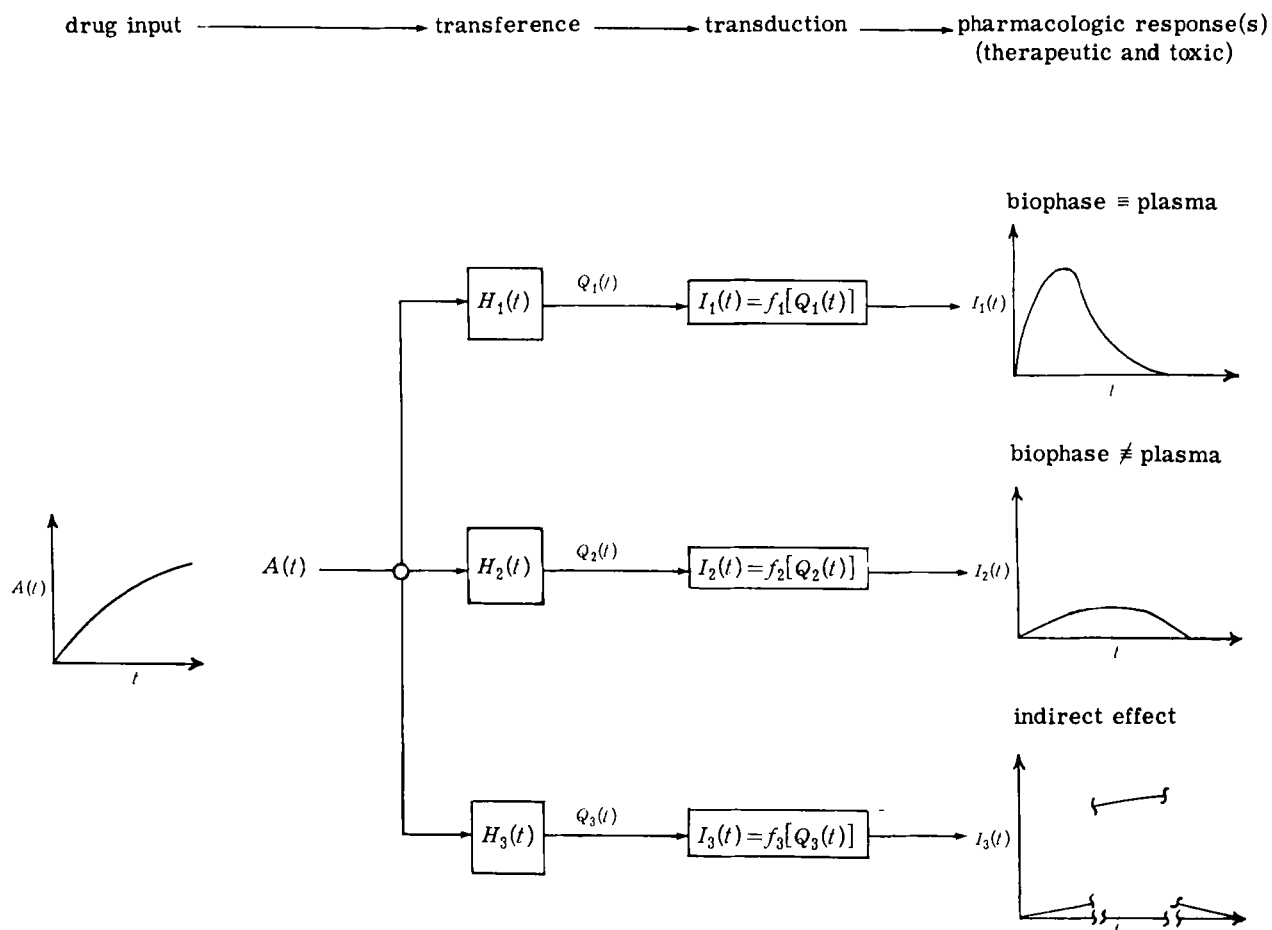 drug input transference transduction pharmacologic response(s)
(therapeutic and toxic)
biophase ≡ plasma
H₁(t) Q₁(t) I₁(t)=f₁[Q₁(t)] I₁(t)
t
biophase ≢ plasma
A(t) t
A(t) H₂(t) Q₂(t) I₂(t)=f₂[Q₂(t)] I₂(t)
t
indirect effect
H₃(t) Q₃(t) I₃(t)=f₃[Q₃(t)] I₃(t)
t